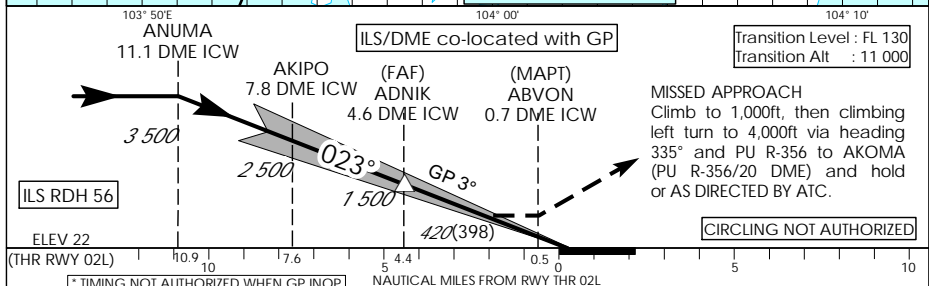 103° 50'E
104° 00'
104° 10'
ANUMA
11.1 DME ICW
ILS/DME co-located with GP
Transition Level : FL 130
Transition Alt : 11 000
AKIPO
7.8 DME ICW
(FAF)
ADNIK
4.6 DME ICW
(MAPT)
ABVON
0.7 DME ICW
MISSED APPROACH
Climb to 1,000ft, then climbing
left turn to 4,000ft via heading
335° and PU R-356 to AKOMA
(PU R-356/20 DME) and hold
or AS DIRECTED BY ATC.
3 500
023°
2 500
GP 3°
1 500
ILS RDH 56
420(398)
CIRCLING NOT AUTHORIZED
ELEV 22
(THR RWY 02L)
10.9
7.6
4.4
0.5
10
5
0
5
10
* TIMING NOT AUTHORIZED WHEN GP INOP
NAUTICAL MILES FROM RWY THR 02L